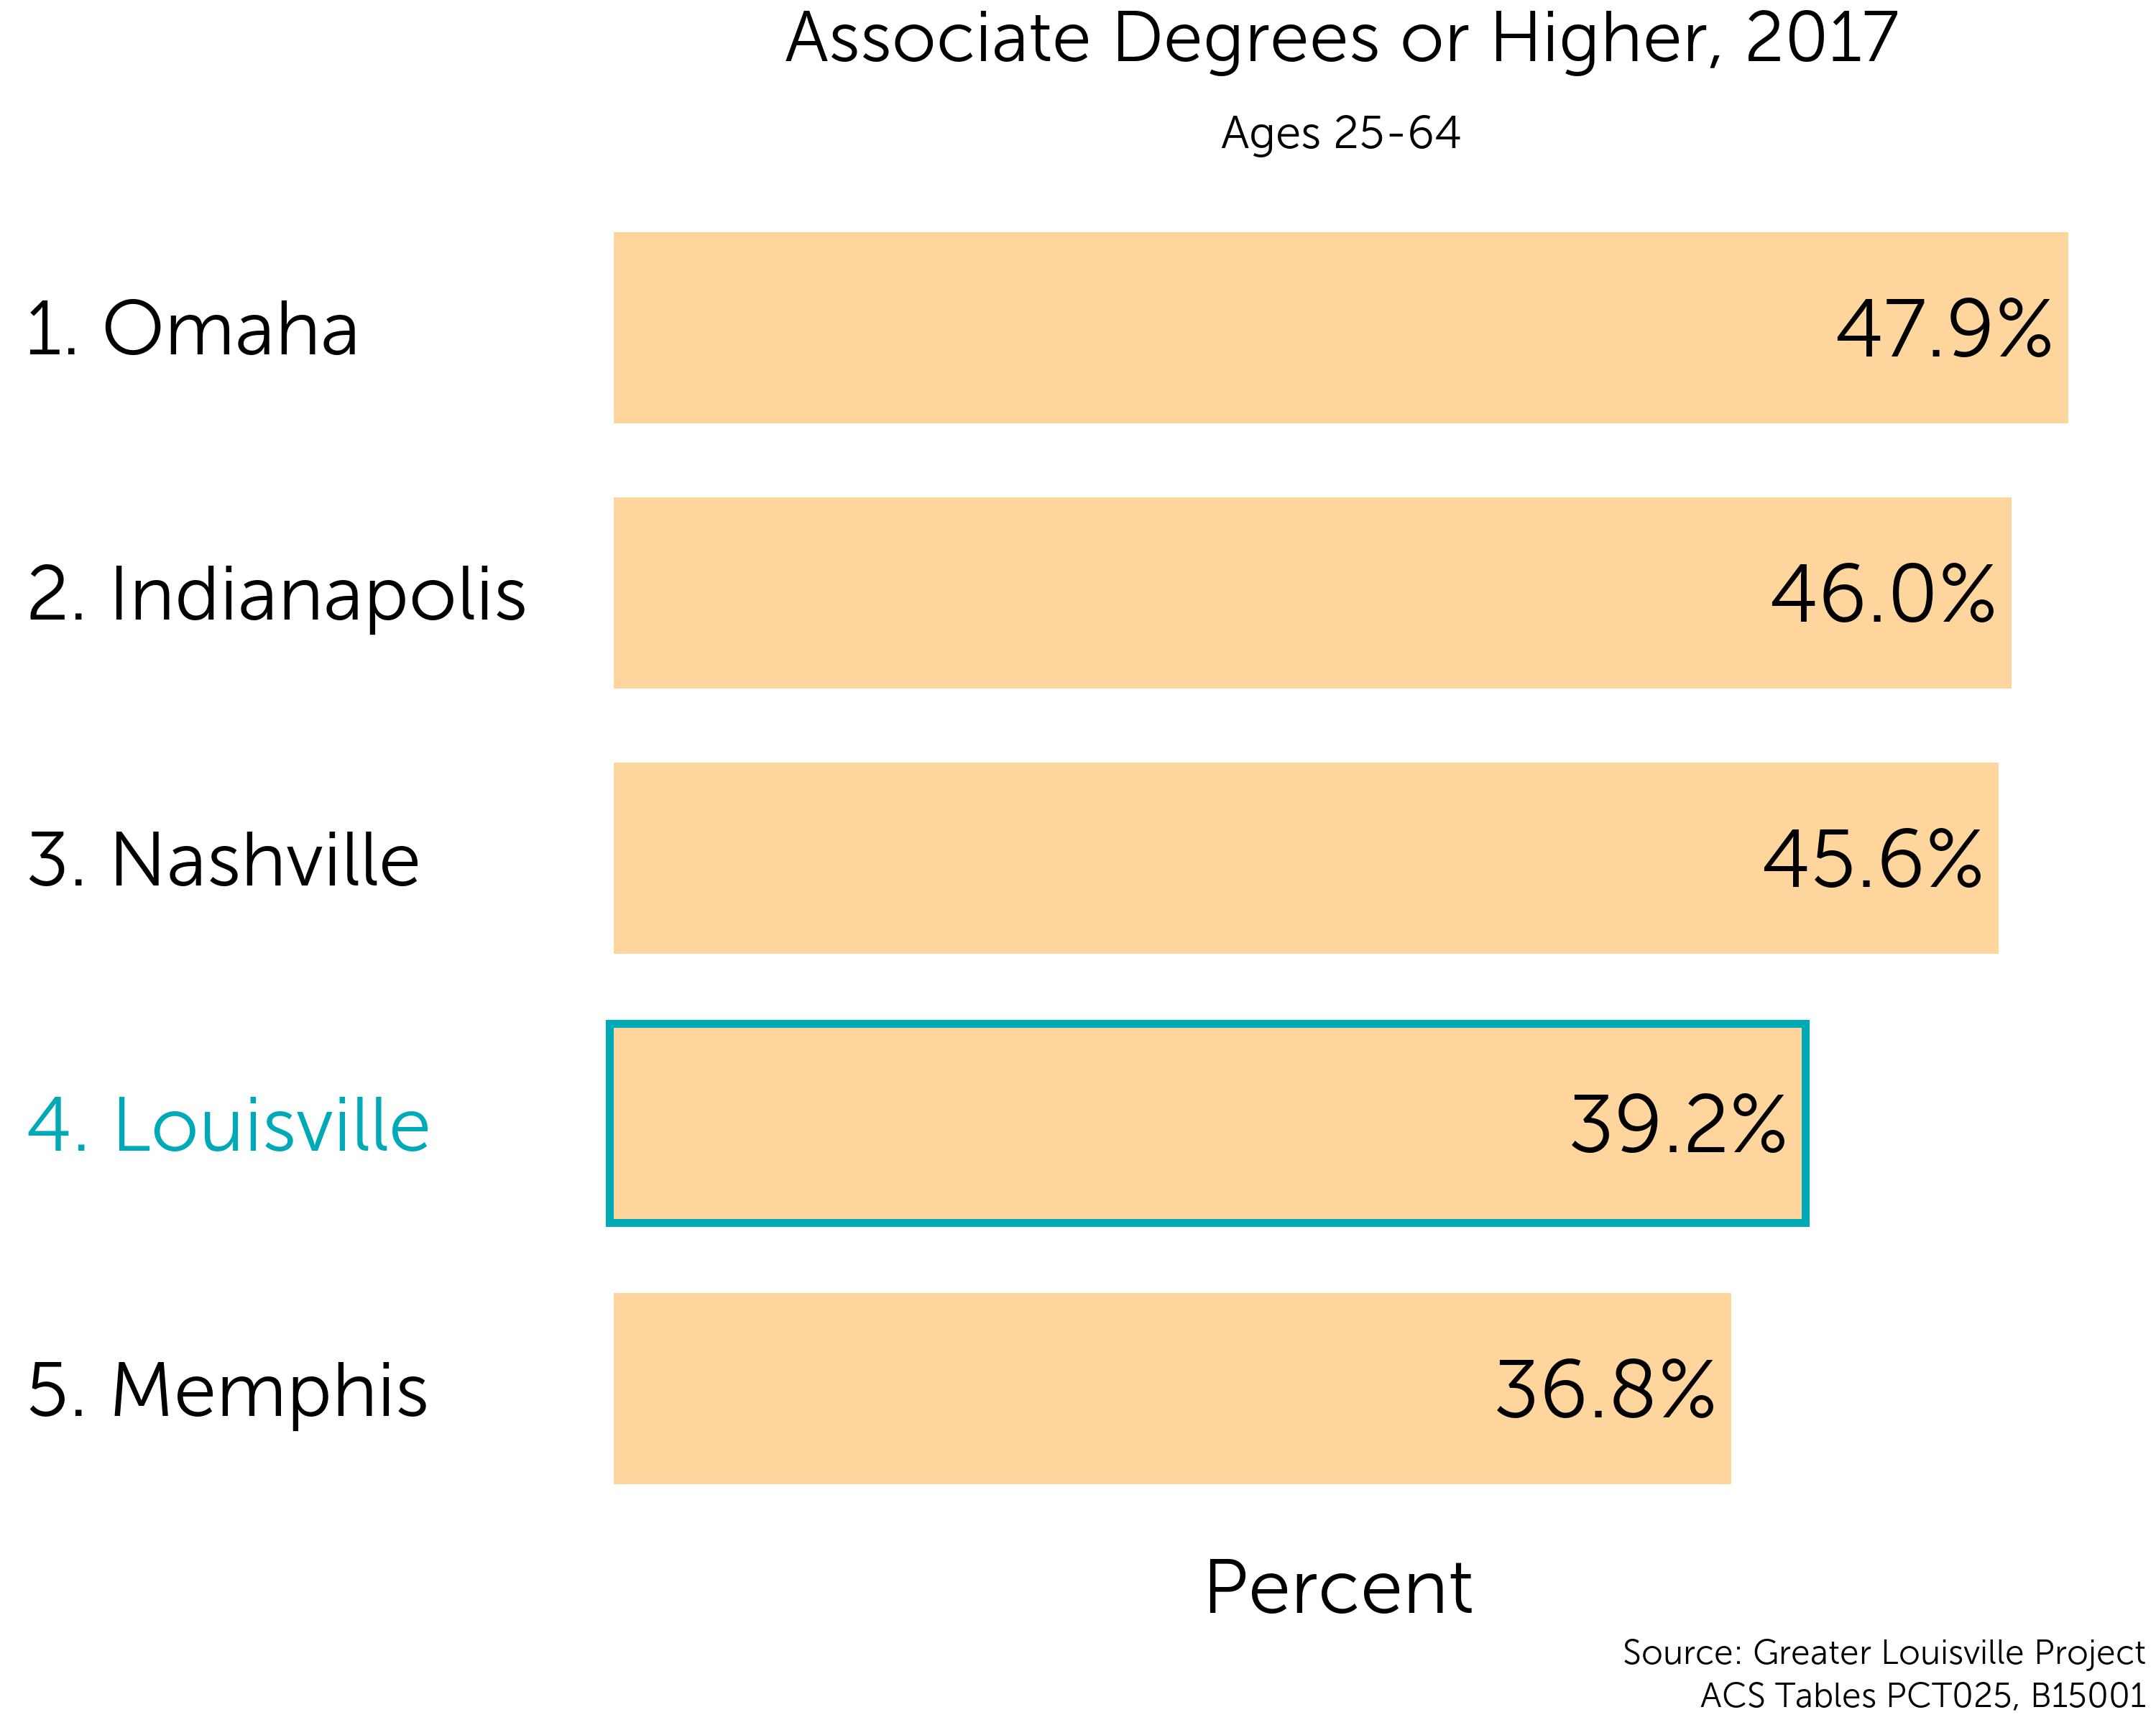 Associate Degrees or Higher, 2017
Ages 25-64
1. Omaha 47.9%
2. Indianapolis 46.0%
3. Nashville 45.6%
4. Louisville 39.2%
5. Memphis 36.8%
Percent
Source: Greater Louisville Project
ACS Tables PCT025, B15001